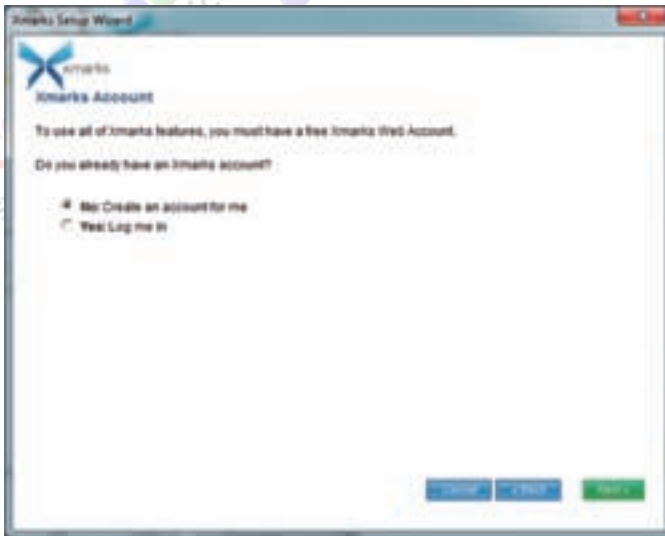 Xmarks Setup Wizard
xmarks
Xmarks Account
To use all of Xmarks features, you must have a free Xmarks Web Account.
Do you already have an Xmarks account?
No: Create an account for me
Yes: Log me in
Cancel
< Back
Next >